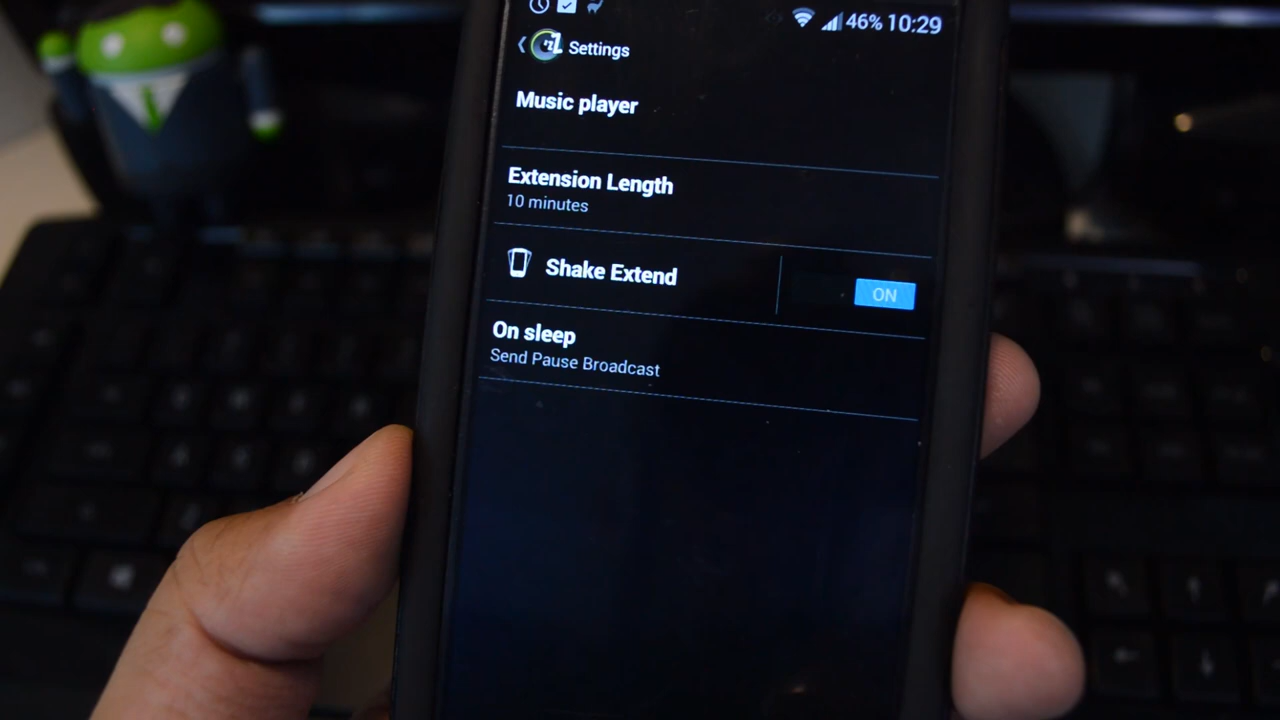 46% 10:29
Settings
Music player
Extension Length
10 minutes
Shake Extend
ON
On sleep
Send Pause Broadcast